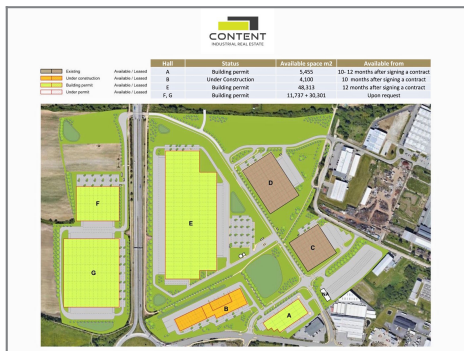 CONTENT
INDUSTRIAL REAL ESTATE
Hall Status Available space m2 Available from
A Building permit 5,455 10- 12 months after signing a contract
B Under Construction 4,100 10 months after signing a contract
E Building permit 48,313 12 months after signing a contract
F, G Building permit 11,737 + 30,301 Upon request
Existing Available / Leased
Under construction Available / Leased
Building permit Available / Leased
Under permit Available / Leased
D
F
E
C
G
B
A